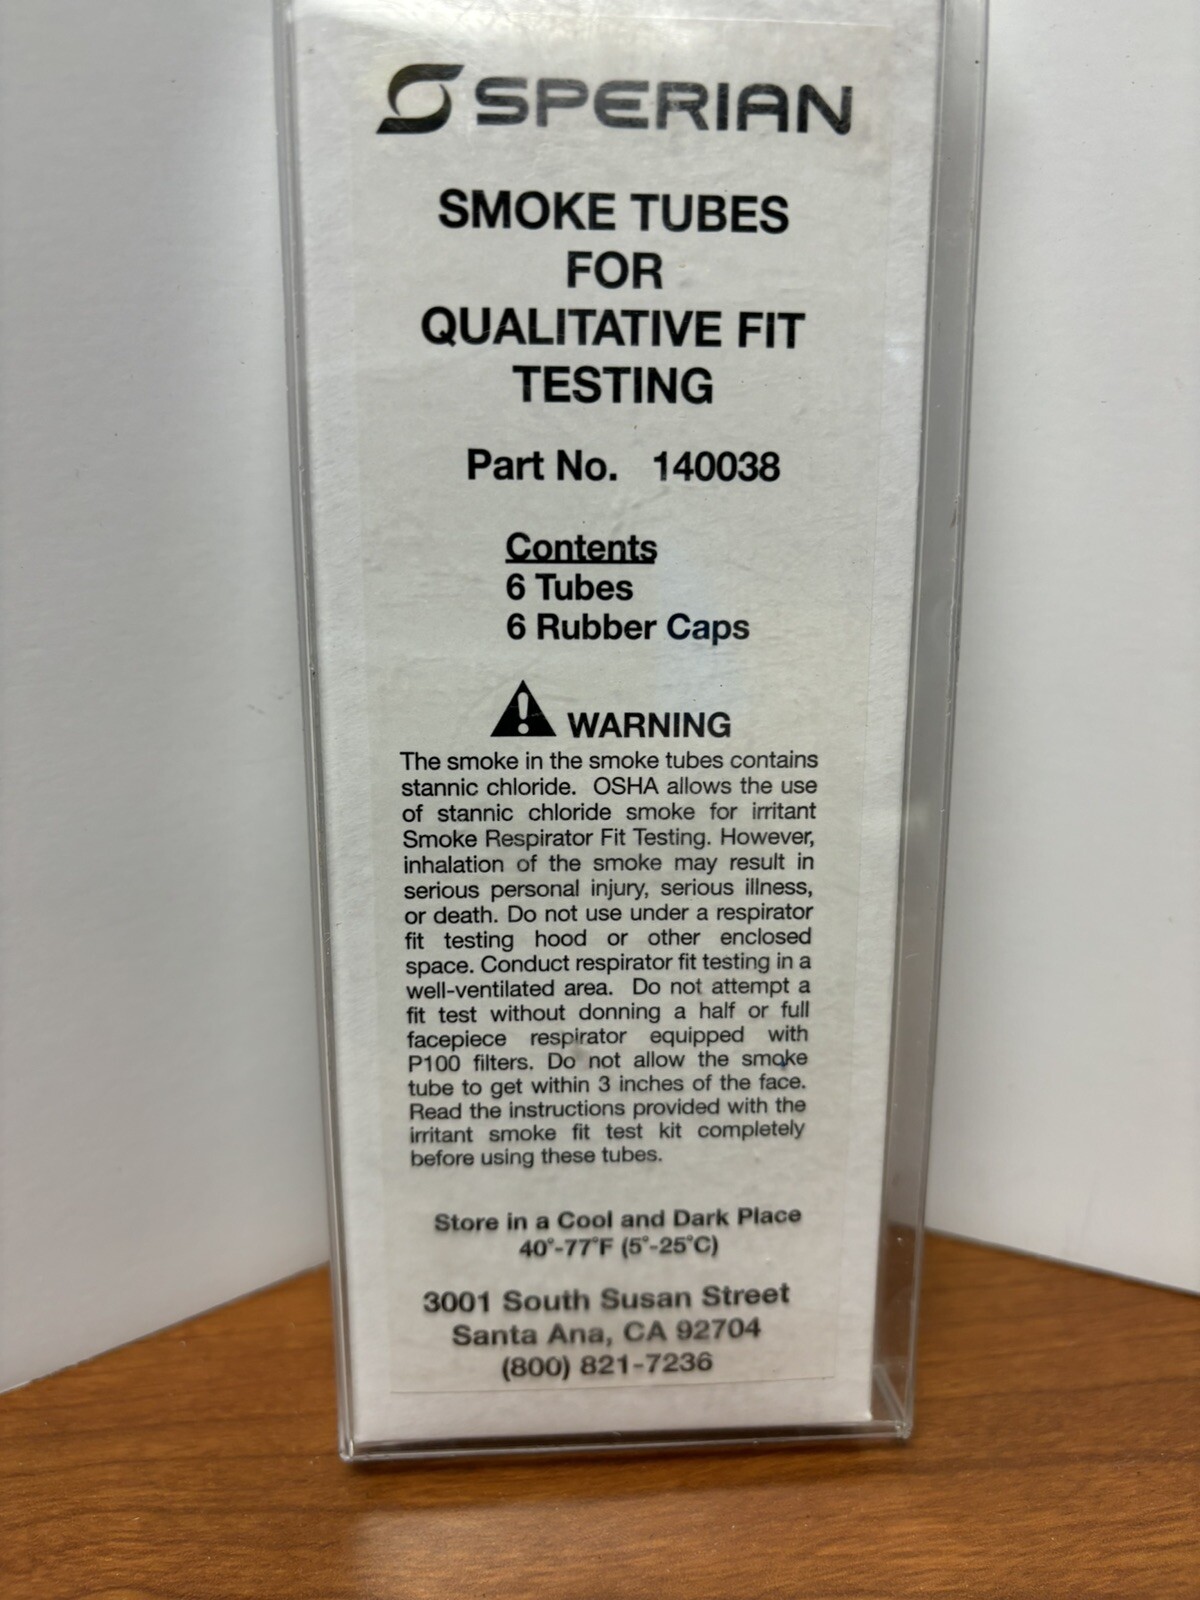 SPERIAN
SMOKE TUBES
FOR
QUALITATIVE FIT
TESTING
Part No. 140038
Contents
6 Tubes
6 Rubber Caps
WARNING
The smoke in the smoke tubes contains
stannic chloride. OSHA allows the use
of stannic chloride smoke for irritant
Smoke Respirator Fit Testing. However,
inhalation of the smoke may result in
serious personal injury, serious illness,
or death. Do not use under a respirator
fit testing hood or other enclosed
space. Conduct respirator fit testing in a
well-ventilated area. Do not attempt a
fit test without donning a half or full
facepiece respirator equipped with
P100 filters. Do not allow the smoke
tube to get within 3 inches of the face.
Read the instructions provided with the
irritant smoke fit test kit completely
before using these tubes.
Store in a Cool and Dark Place
40°-77°F (5°-25°C)
3001 South Susan Street
Santa Ana, CA 92704
(800) 821-7236